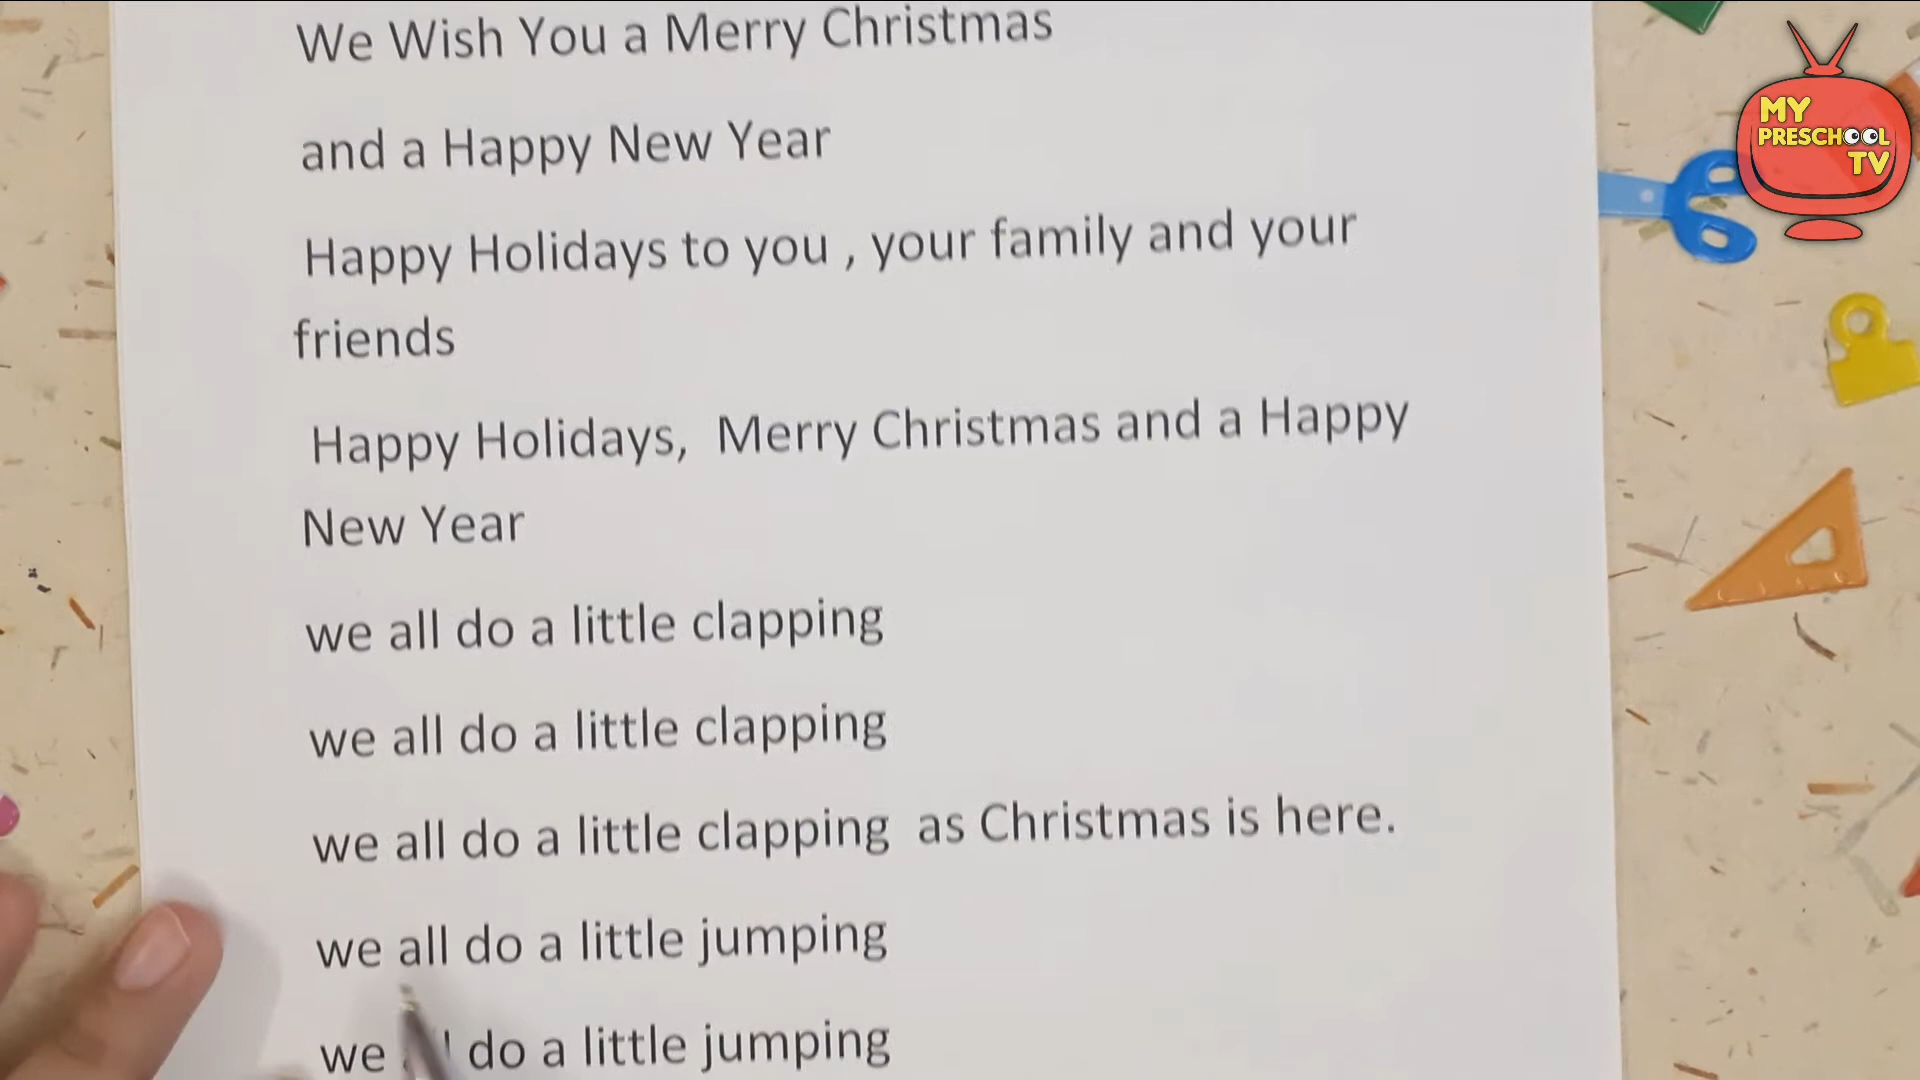 We Wish You a Merry Christmas
and a Happy New Year
Happy Holidays to you , your family and your
friends
Happy Holidays, Merry Christmas and a Happy
New Year
we all do a little clapping
we all do a little clapping
we all do a little clapping as Christmas is here.
we all do a little jumping
we all do a little jumping
MY
PRESCHOOL
TV